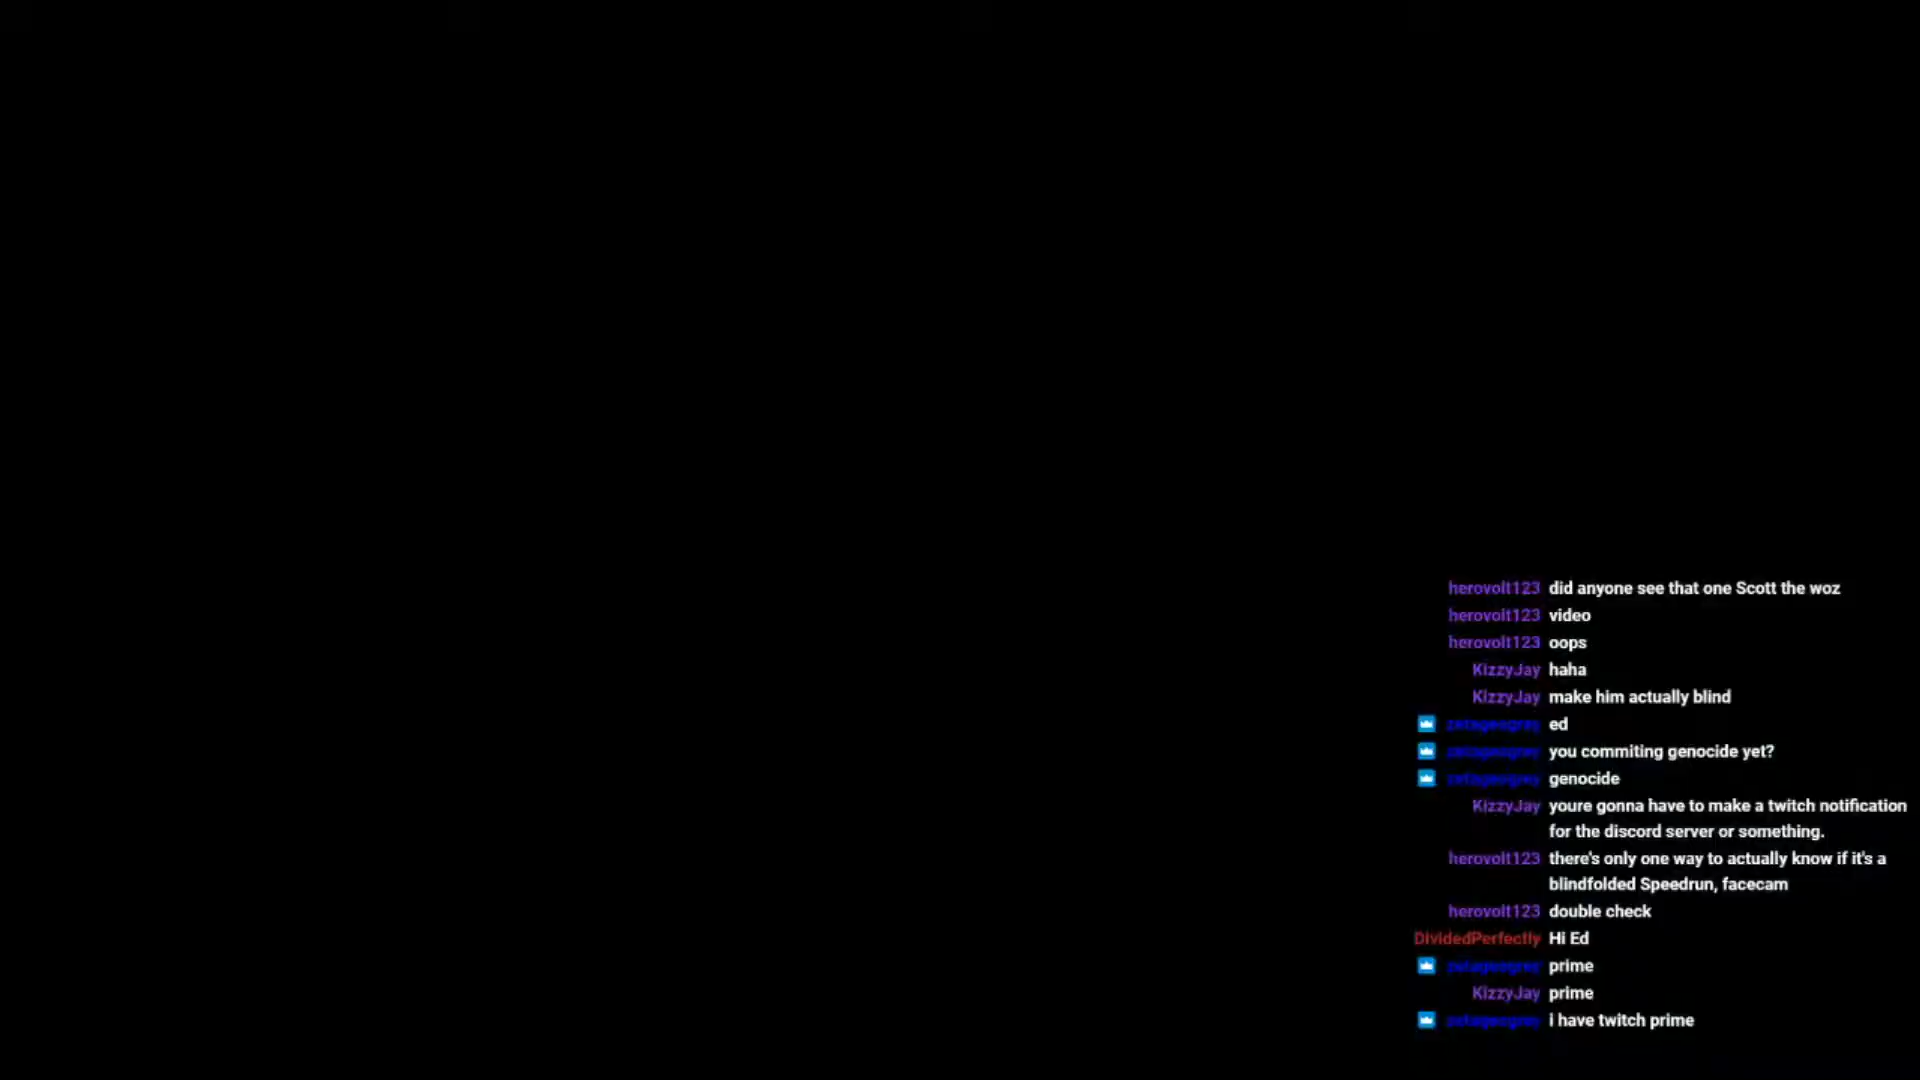 herovolt123 did anyone see that one Scott the woz
herovolt123 video
herovolt123 oops
KizzyJay haha
KizzyJay make him actually blind
ed
you commiting genocide yet?
genocide
KizzyJay youre gonna have to make a twitch notification
for the discord server or something.
herovolt123 there's only one way to actually know if it's a
blindfolded Speedrun, facecam
herovolt123 double check
DividedPerfectly Hi Ed
prime
KizzyJay prime
i have twitch prime